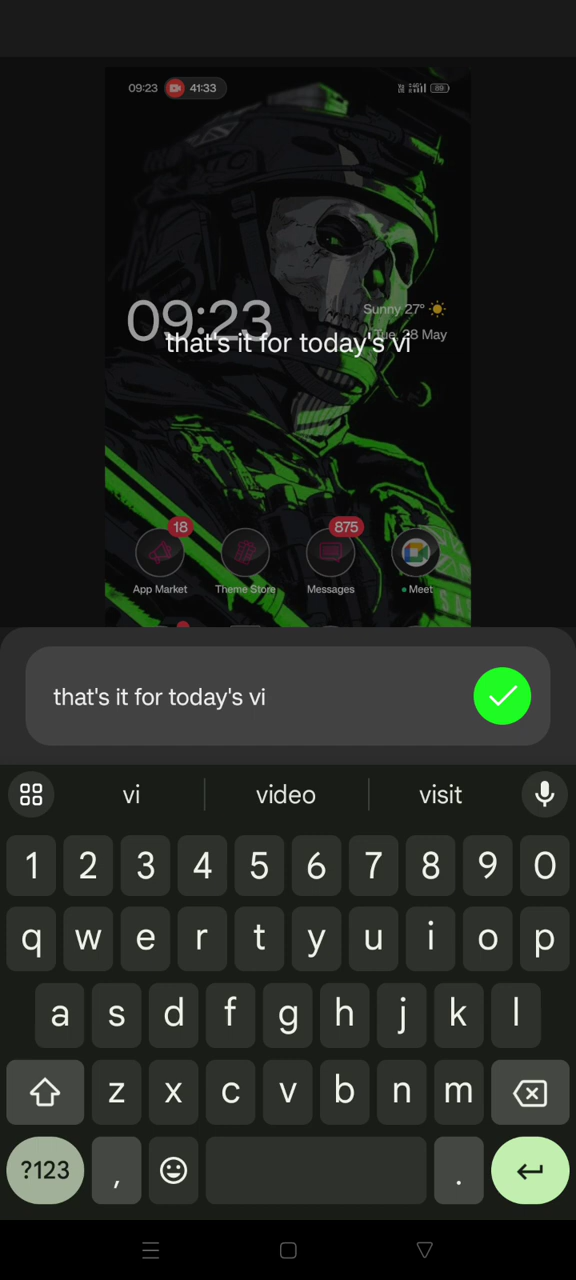 09:23 41:33 89
09:23
Sunny 27°
Tue, 28 May
that's it for today's vi
18
875
App Market Theme Store Messages Meet
that's it for today's vi
vi video visit
1 2 3 4 5 6 7 8 9 0
q w e r t y u i o p
a s d f g h j k l
z x c v b n m
?123 , .